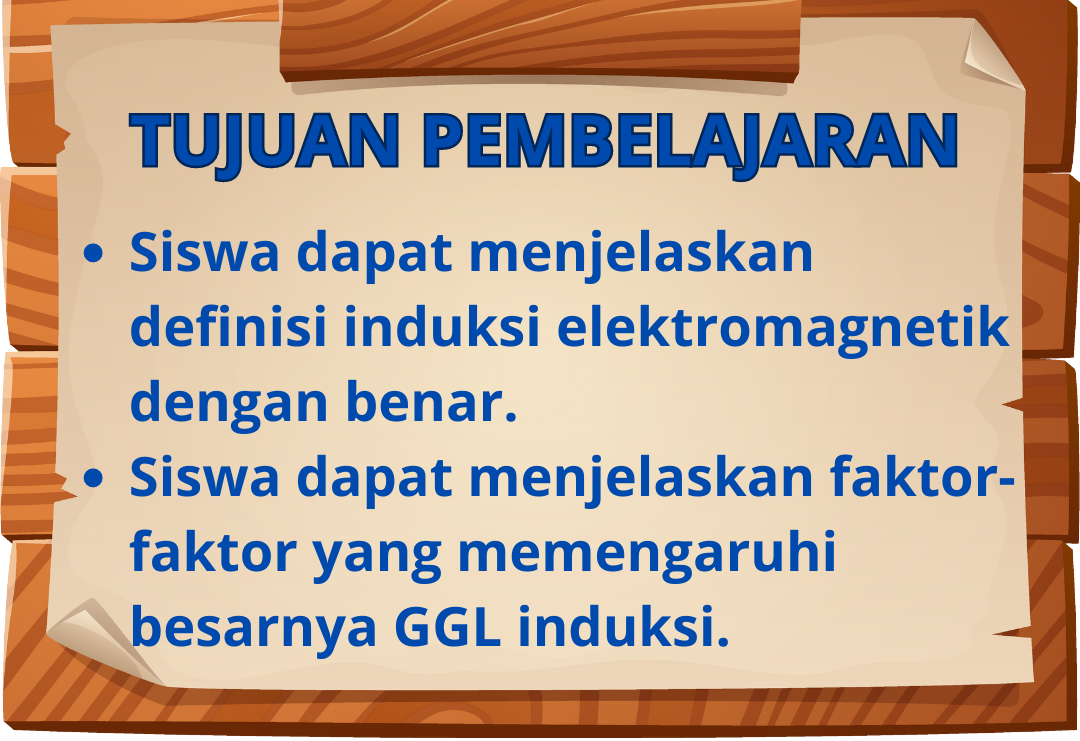 TUJUAN PEMBELAJARAN
• Siswa dapat menjelaskan
definisi induksi elektromagnetik
dengan benar.
• Siswa dapat menjelaskan faktor-
faktor yang memengaruhi
besarnya GGL induksi.